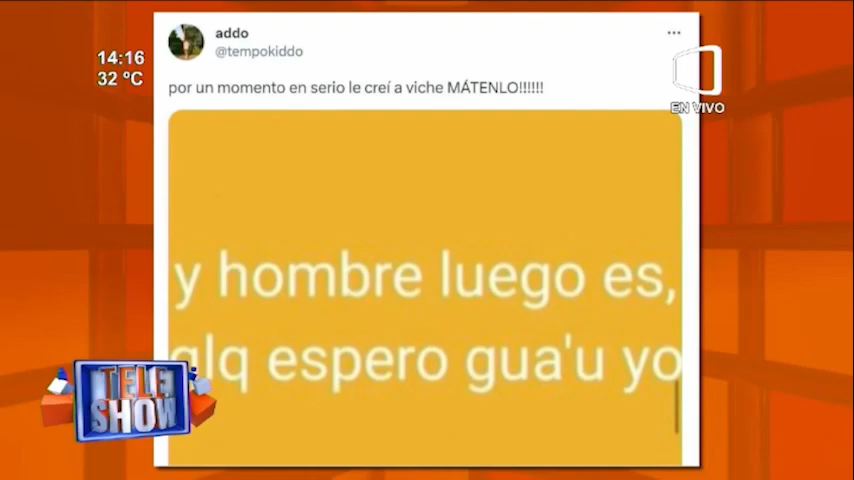 addo
@tempokiddo
14:16
32 ºC
por un momento en serio le creí a viche MÁTENLO!!!!!!
EN VIVO
y hombre luego es,
glq espero gua'u yo
TELE
SHOW